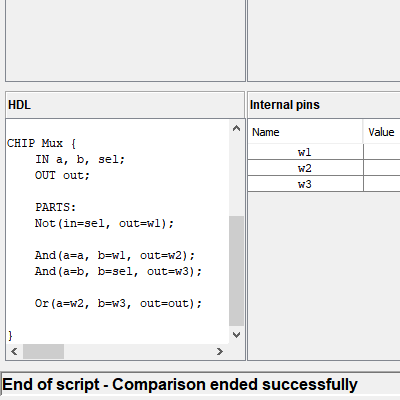 HDL
CHIP Mux {
IN a, b, sel;
OUT out;
PARTS:
Not(in=sel, out=w1);
And(a=a, b=w1, out=w2);
And(a=b, b=sel, out=w3);
Or(a=w2, b=w3, out=out);
}
Internal pins
Name Value
w1
w2
w3
End of script - Comparison ended successfully